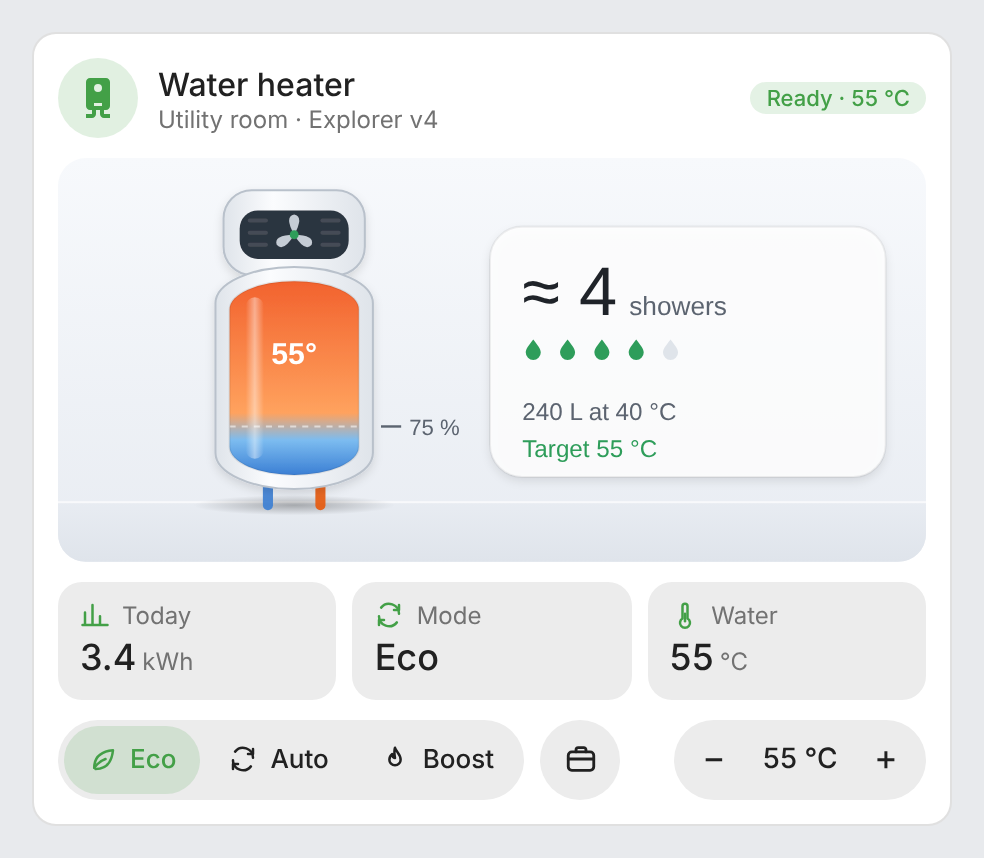 Water heater
Utility room · Explorer v4
Ready · 55 °C
55°
75 %
≈ 4 showers
240 L at 40 °C
Target 55 °C
Today
3.4 kWh
Mode
Eco
Water
55 °C
Eco
Auto
Boost
− 55 °C +